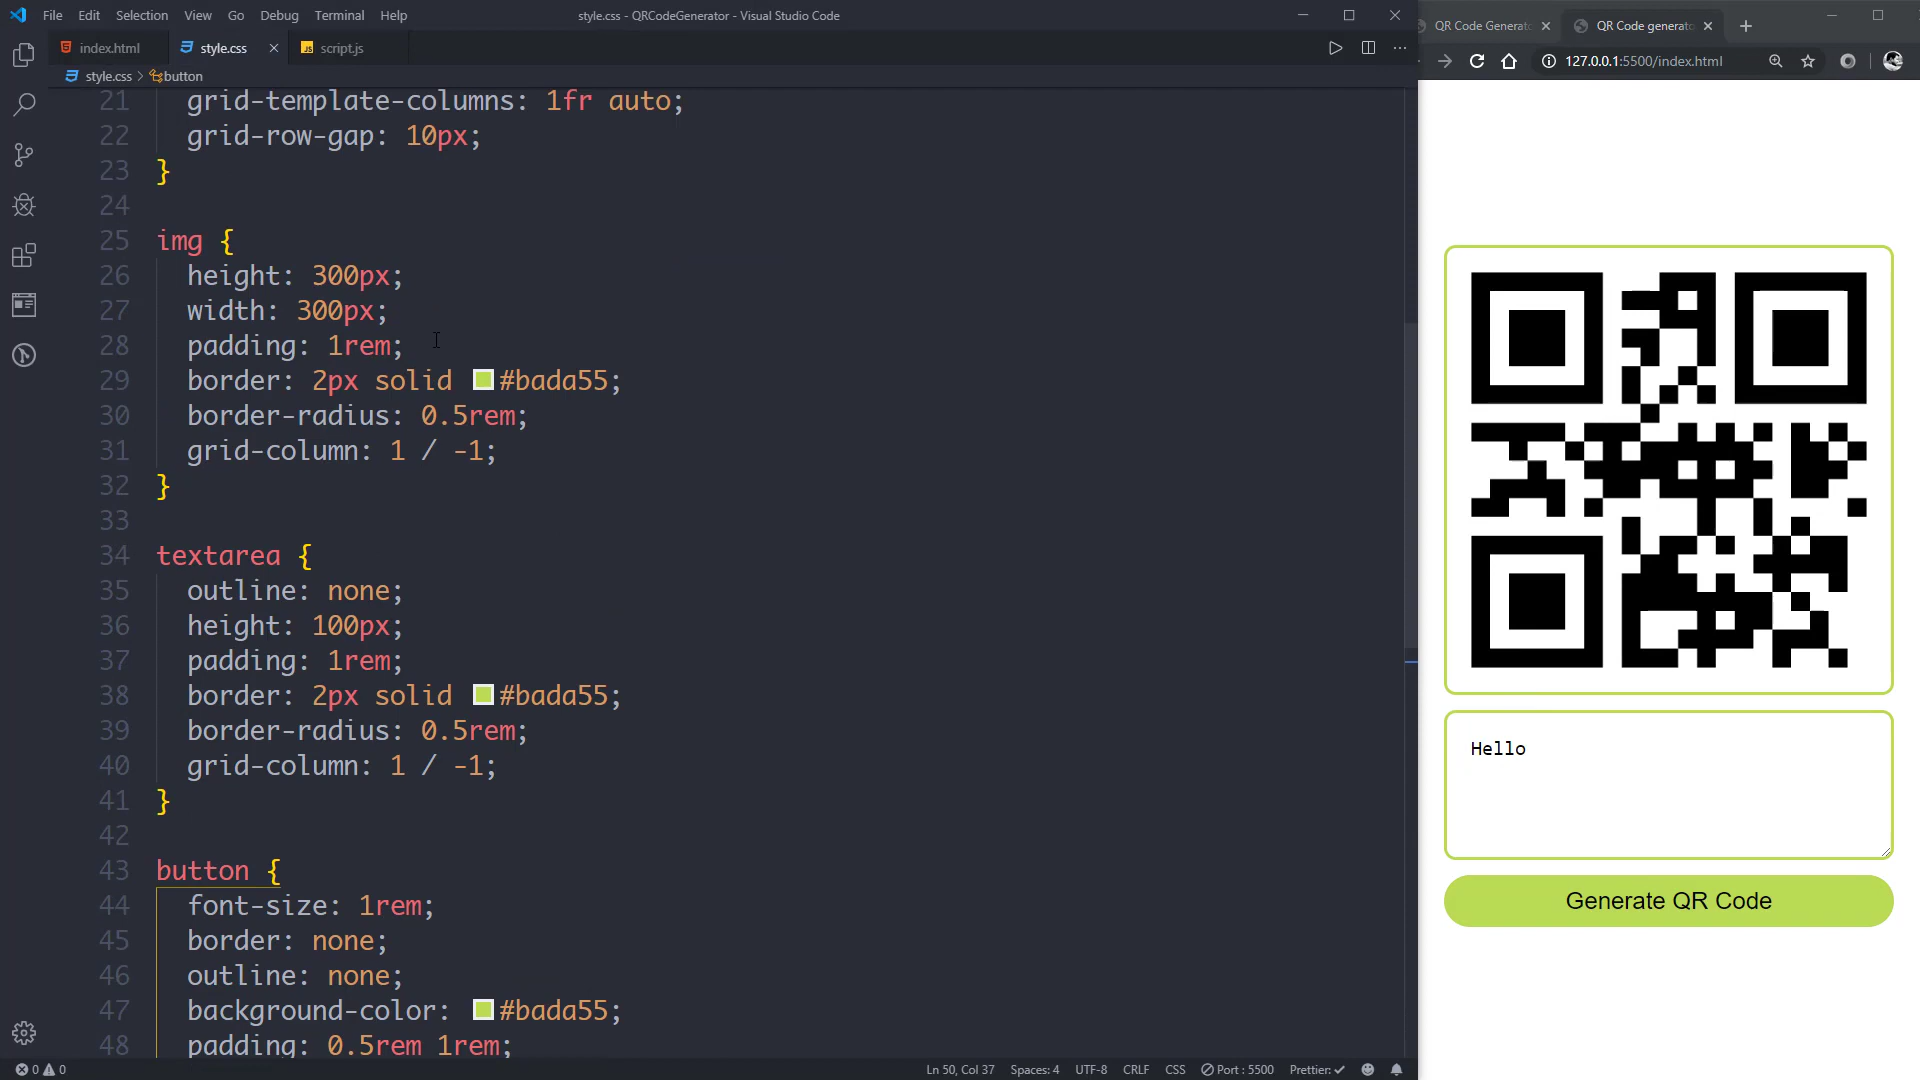 File Edit Selection View Go Debug Terminal Help
style.css - QRCodeGenerator - Visual Studio Code
index.html style.css script.js
style.css > button
21 grid-template-columns: 1fr auto;
22 grid-row-gap: 10px;
23 }
24
25 img {
26 height: 300px;
27 width: 300px;
28 padding: 1rem;
29 border: 2px solid #bada55;
30 border-radius: 0.5rem;
31 grid-column: 1 / -1;
32 }
33
34 textarea {
35 outline: none;
36 height: 100px;
37 padding: 1rem;
38 border: 2px solid #bada55;
39 border-radius: 0.5rem;
40 grid-column: 1 / -1;
41 }
42
43 button {
44 font-size: 1rem;
45 border: none;
46 outline: none;
47 background-color: #bada55;
48 padding: 0.5rem 1rem;
0 0
Ln 50, Col 37 Spaces: 4 UTF-8 CRLF CSS Port : 5500 Prettier: ✓
QR Code Generato QR Code generato
127.0.0.1:5500/index.html
Hello
Generate QR Code